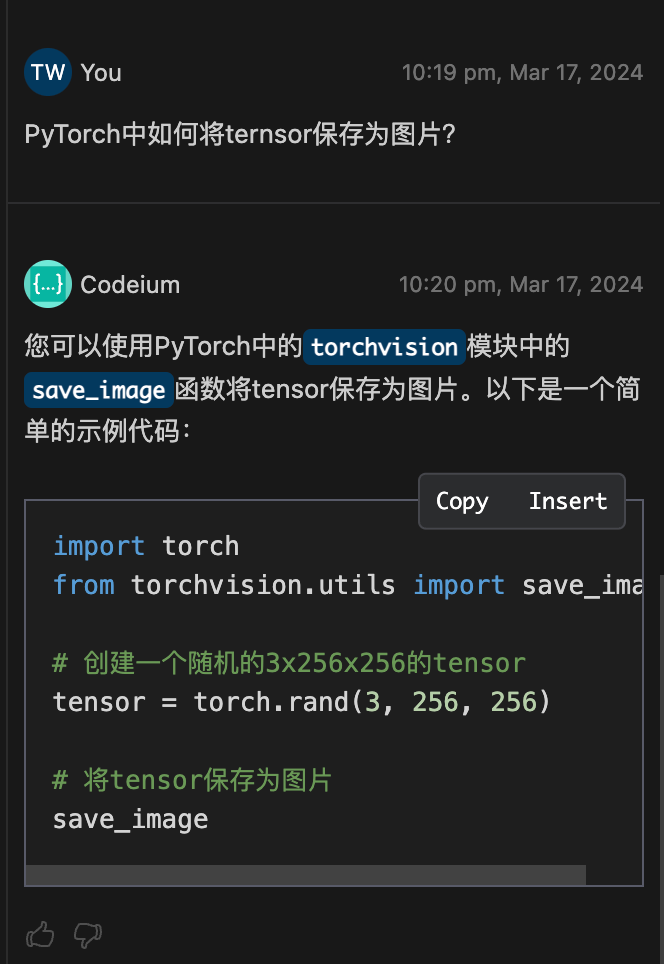 TW You 10:19 pm, Mar 17, 2024
PyTorch中如何将ternsor保存为图片?
{...} Codeium 10:20 pm, Mar 17, 2024
您可以使用PyTorch中的torchvision模块中的
save_image函数将tensor保存为图片。以下是一个简
单的示例代码：
Copy Insert
import torch
from torchvision.utils import save_ima
# 创建一个随机的3x256x256的tensor
tensor = torch.rand(3, 256, 256)
# 将tensor保存为图片
save_image